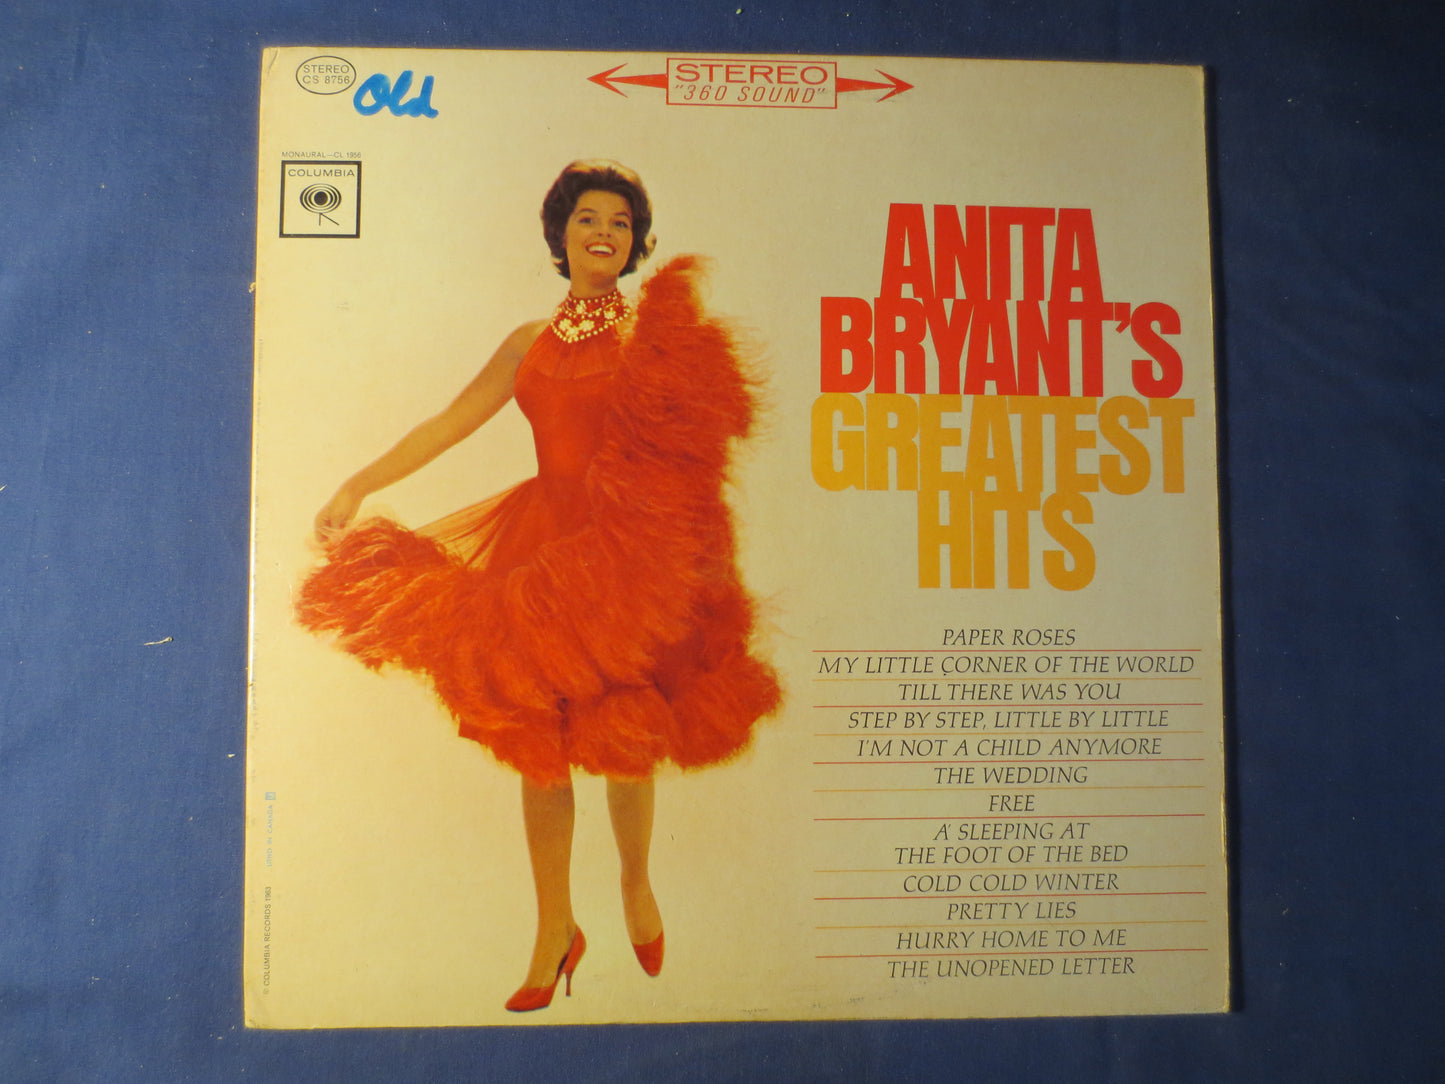 STEREO
CS 8756
Old
STEREO
"360 SOUND"
MONAURAL—CL 1956
COLUMBIA
ANITA
BRYANT'S
GREATEST
HITS
PAPER ROSES
MY LITTLE CORNER OF THE WORLD
TILL THERE WAS YOU
STEP BY STEP, LITTLE BY LITTLE
I'M NOT A CHILD ANYMORE
THE WEDDING
FREE
A' SLEEPING AT
THE FOOT OF THE BED
COLD COLD WINTER
PRETTY LIES
HURRY HOME TO ME
THE UNOPENED LETTER
© COLUMBIA RECORDS 1963
LITHO IN CANADA